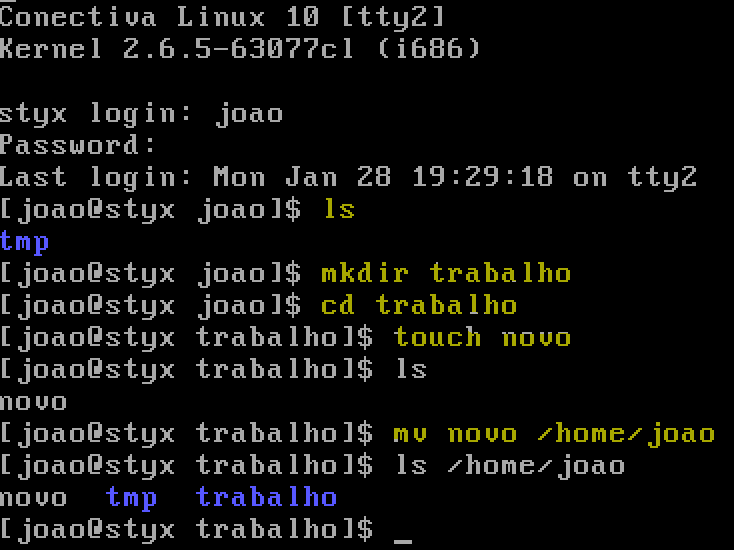 Conectiva Linux 10 [tty2]
Kernel 2.6.5-63077cl (i686)
styx login: joao
Password:
Last login: Mon Jan 28 19:29:18 on tty2
[joao@styx joao]$ ls
tmp
[joao@styx joao]$ mkdir trabalho
[joao@styx joao]$ cd trabalho
[joao@styx trabalho]$ touch novo
[joao@styx trabalho]$ ls
novo
[joao@styx trabalho]$ mv novo /home/joao
[joao@styx trabalho]$ ls /home/joao
novo  tmp  trabalho
[joao@styx trabalho]$ _